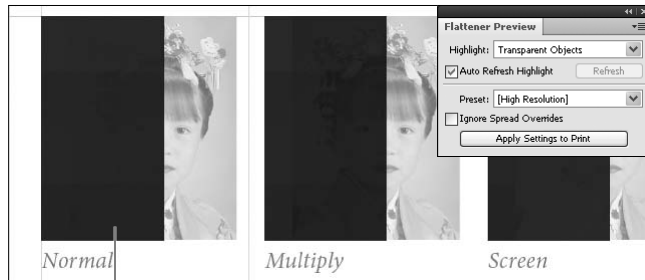 Flattener Preview
Highlight: Transparent Objects
Auto Refresh Highlight Refresh
Preset: [High Resolution]
Ignore Spread Overrides
Apply Settings to Print
Normal
Multiply
Screen